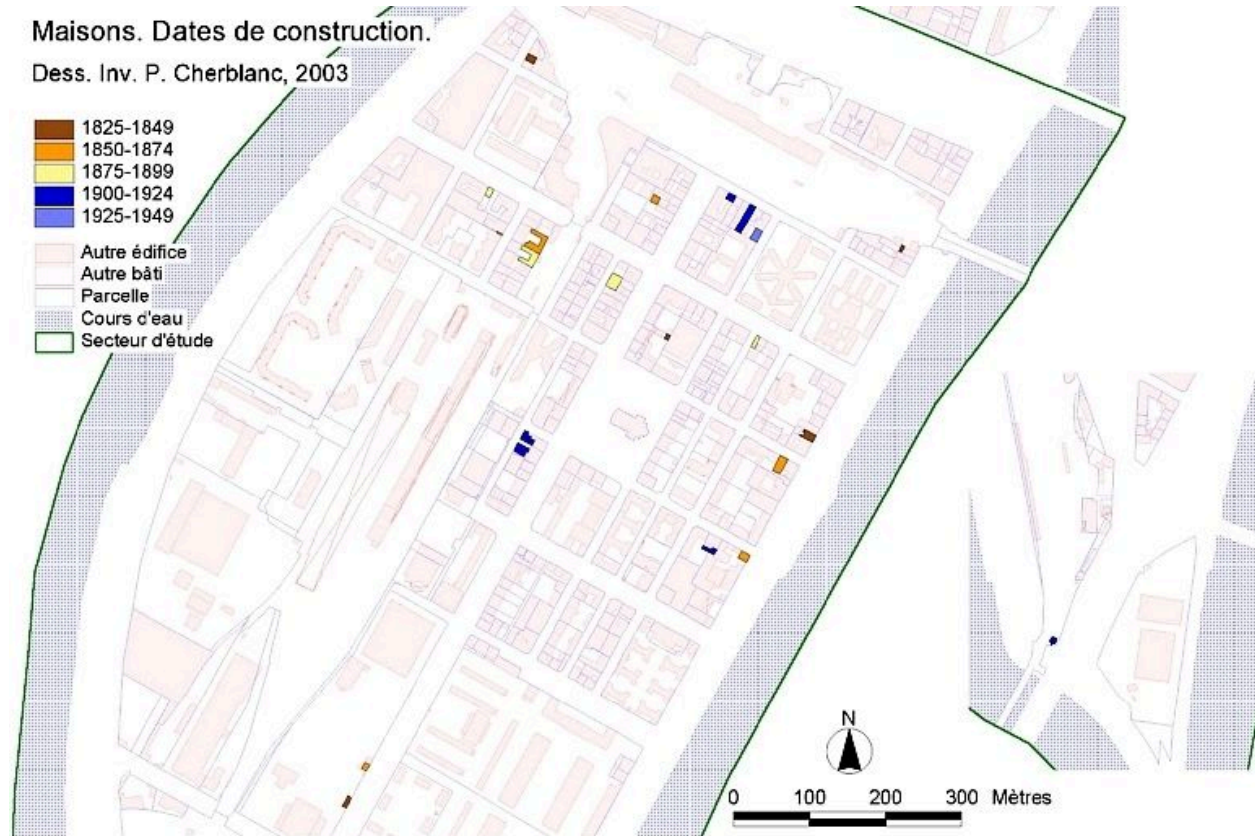 Maisons. Dates de construction.
Dess. Inv. P. Cherblanc, 2003
1825-1849
1850-1874
1875-1899
1900-1924
1925-1949
Autre édifice
Autre bâti
Parcelle
Cours d'eau
Secteur d'étude
N
0 100 200 300 Mètres